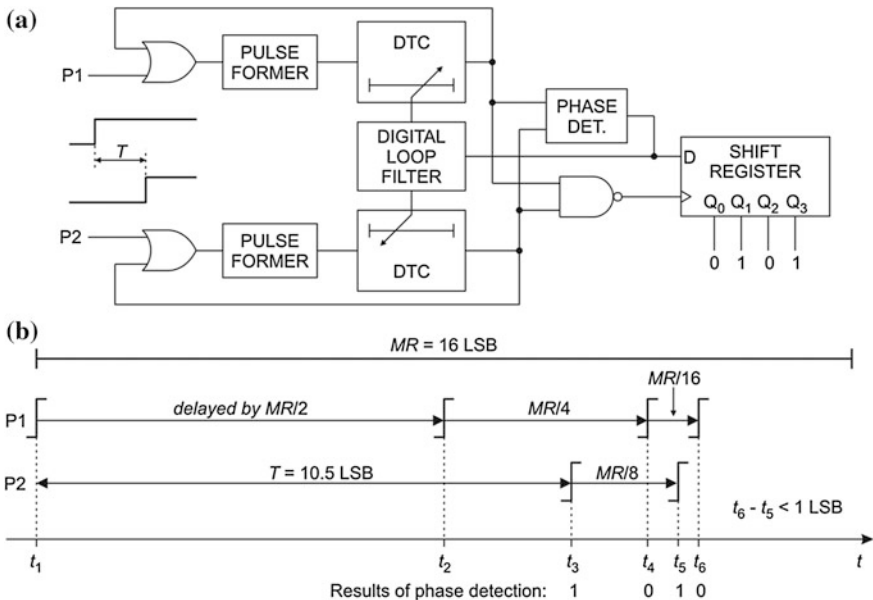 (a)
P1
PULSE
FORMER
DTC
PHASE
DET.
T
DIGITAL
LOOP
FILTER
D
SHIFT
REGISTER
Q0 Q1 Q2 Q3
0 1 0 1
P2
PULSE
FORMER
DTC
(b)
MR = 16 LSB
MR/16
P1
delayed by MR/2
MR/4
P2
T = 10.5 LSB
MR/8
t6 - t5 < 1 LSB
t1 t2 t3 t4 t5 t6 t
Results of phase detection: 1 0 1 0